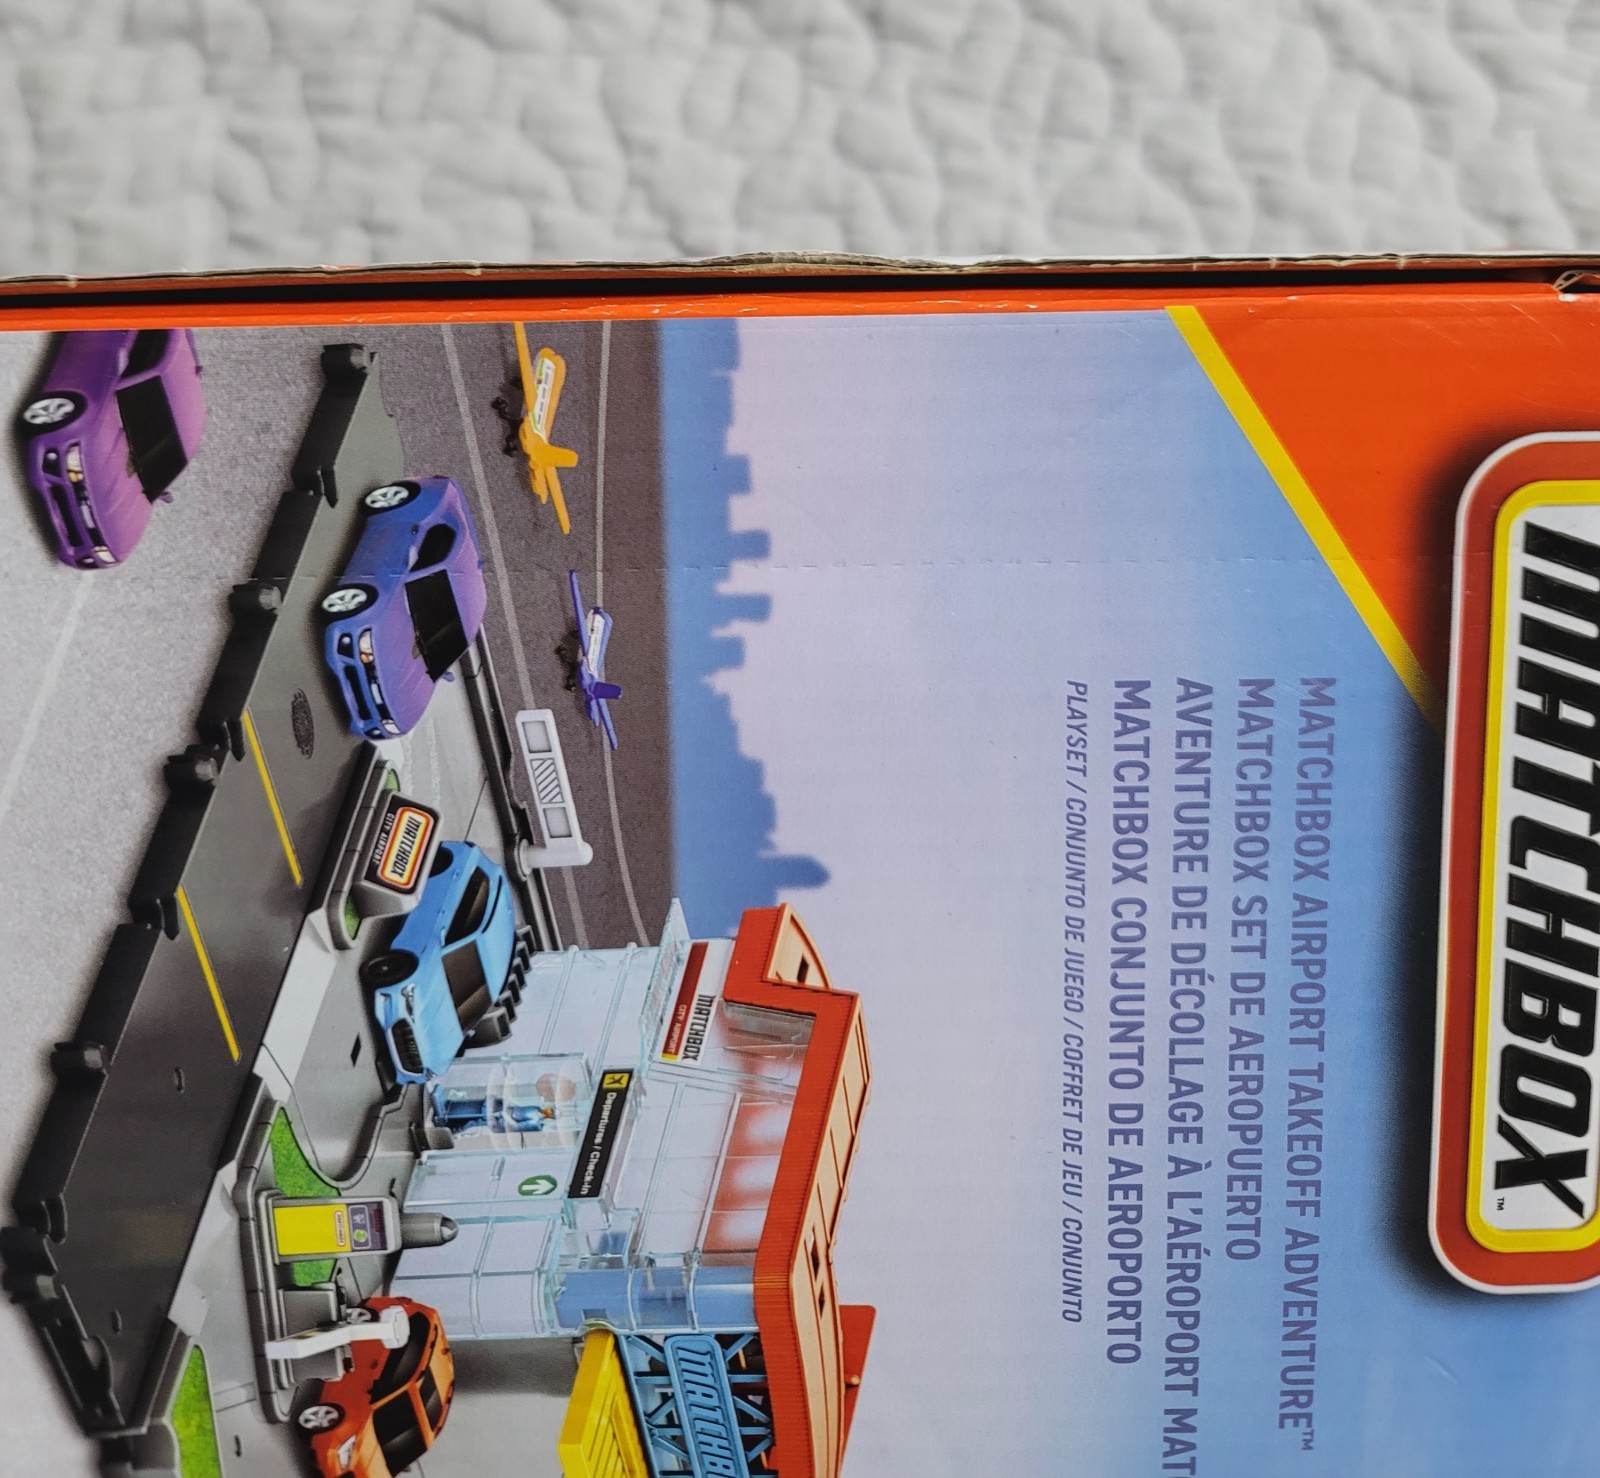 MATCHBOX™
MATCHBOX AIRPORT TAKEOFF ADVENTURE™
MATCHBOX SET DE AEROPUERTO
AVENTURE DE DÉCOLLAGE À L'AÉROPORT MAT
MATCHBOX CONJUNTO DE AEROPORTO
PLAYSET / CONJUNTO DE JUEGO / COFFRET DE JEU / CONJUNTO
MATCHBOX
CITY AIRPORT
MATCHBOX
CITY AIRPORT
Departures / Check-in
MATCHB